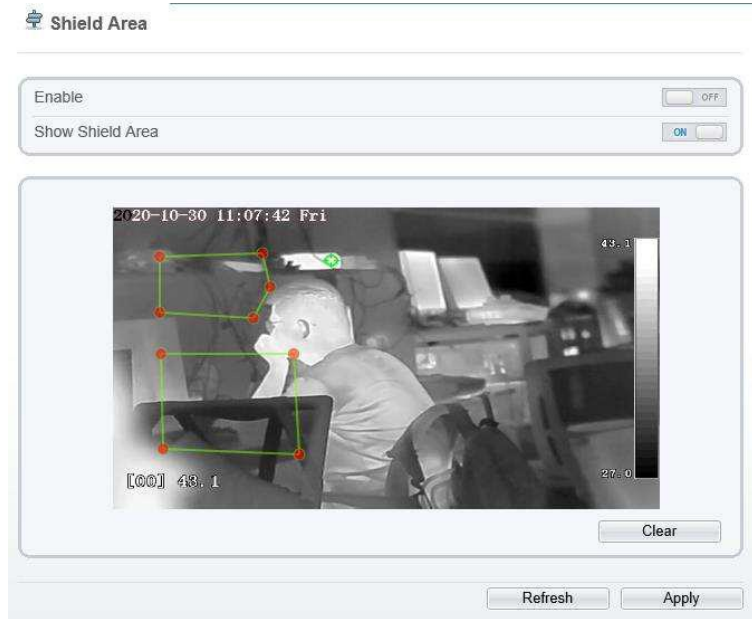 Shield Area
Enable OFF
Show Shield Area ON
2020-10-30 11:07:42 Fri
43.1
27.0
[00] 43.1
Clear
Refresh Apply